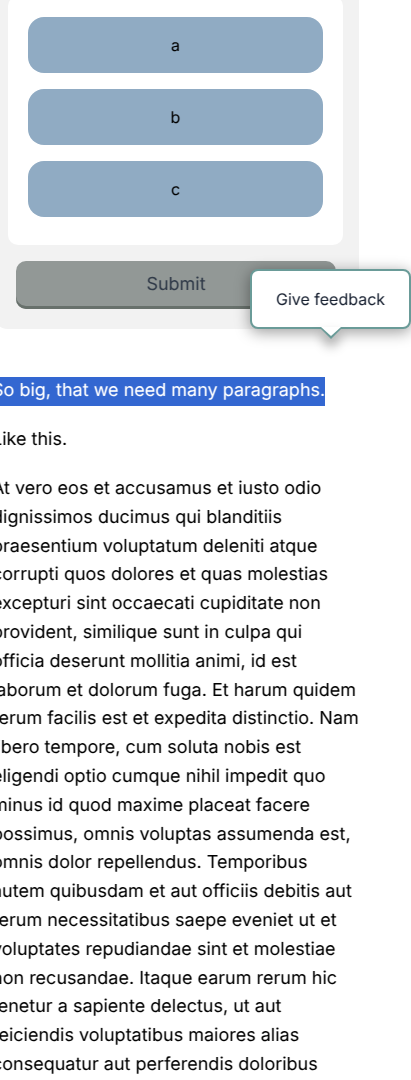 a
b
c
Submit
Give feedback
So big, that we need many paragraphs.
Like this.
At vero eos et accusamus et iusto odio
dignissimos ducimus qui blanditiis
praesentium voluptatum deleniti atque
corrupti quos dolores et quas molestias
excepturi sint occaecati cupiditate non
provident, similique sunt in culpa qui
officia deserunt mollitia animi, id est
laborum et dolorum fuga. Et harum quidem
rerum facilis est et expedita distinctio. Nam
libero tempore, cum soluta nobis est
eligendi optio cumque nihil impedit quo
minus id quod maxime placeat facere
possimus, omnis voluptas assumenda est,
omnis dolor repellendus. Temporibus
autem quibusdam et aut officiis debitis aut
rerum necessitatibus saepe eveniet ut et
voluptates repudiandae sint et molestiae
non recusandae. Itaque earum rerum hic
tenetur a sapiente delectus, ut aut
reiciendis voluptatibus maiores alias
consequatur aut perferendis doloribus